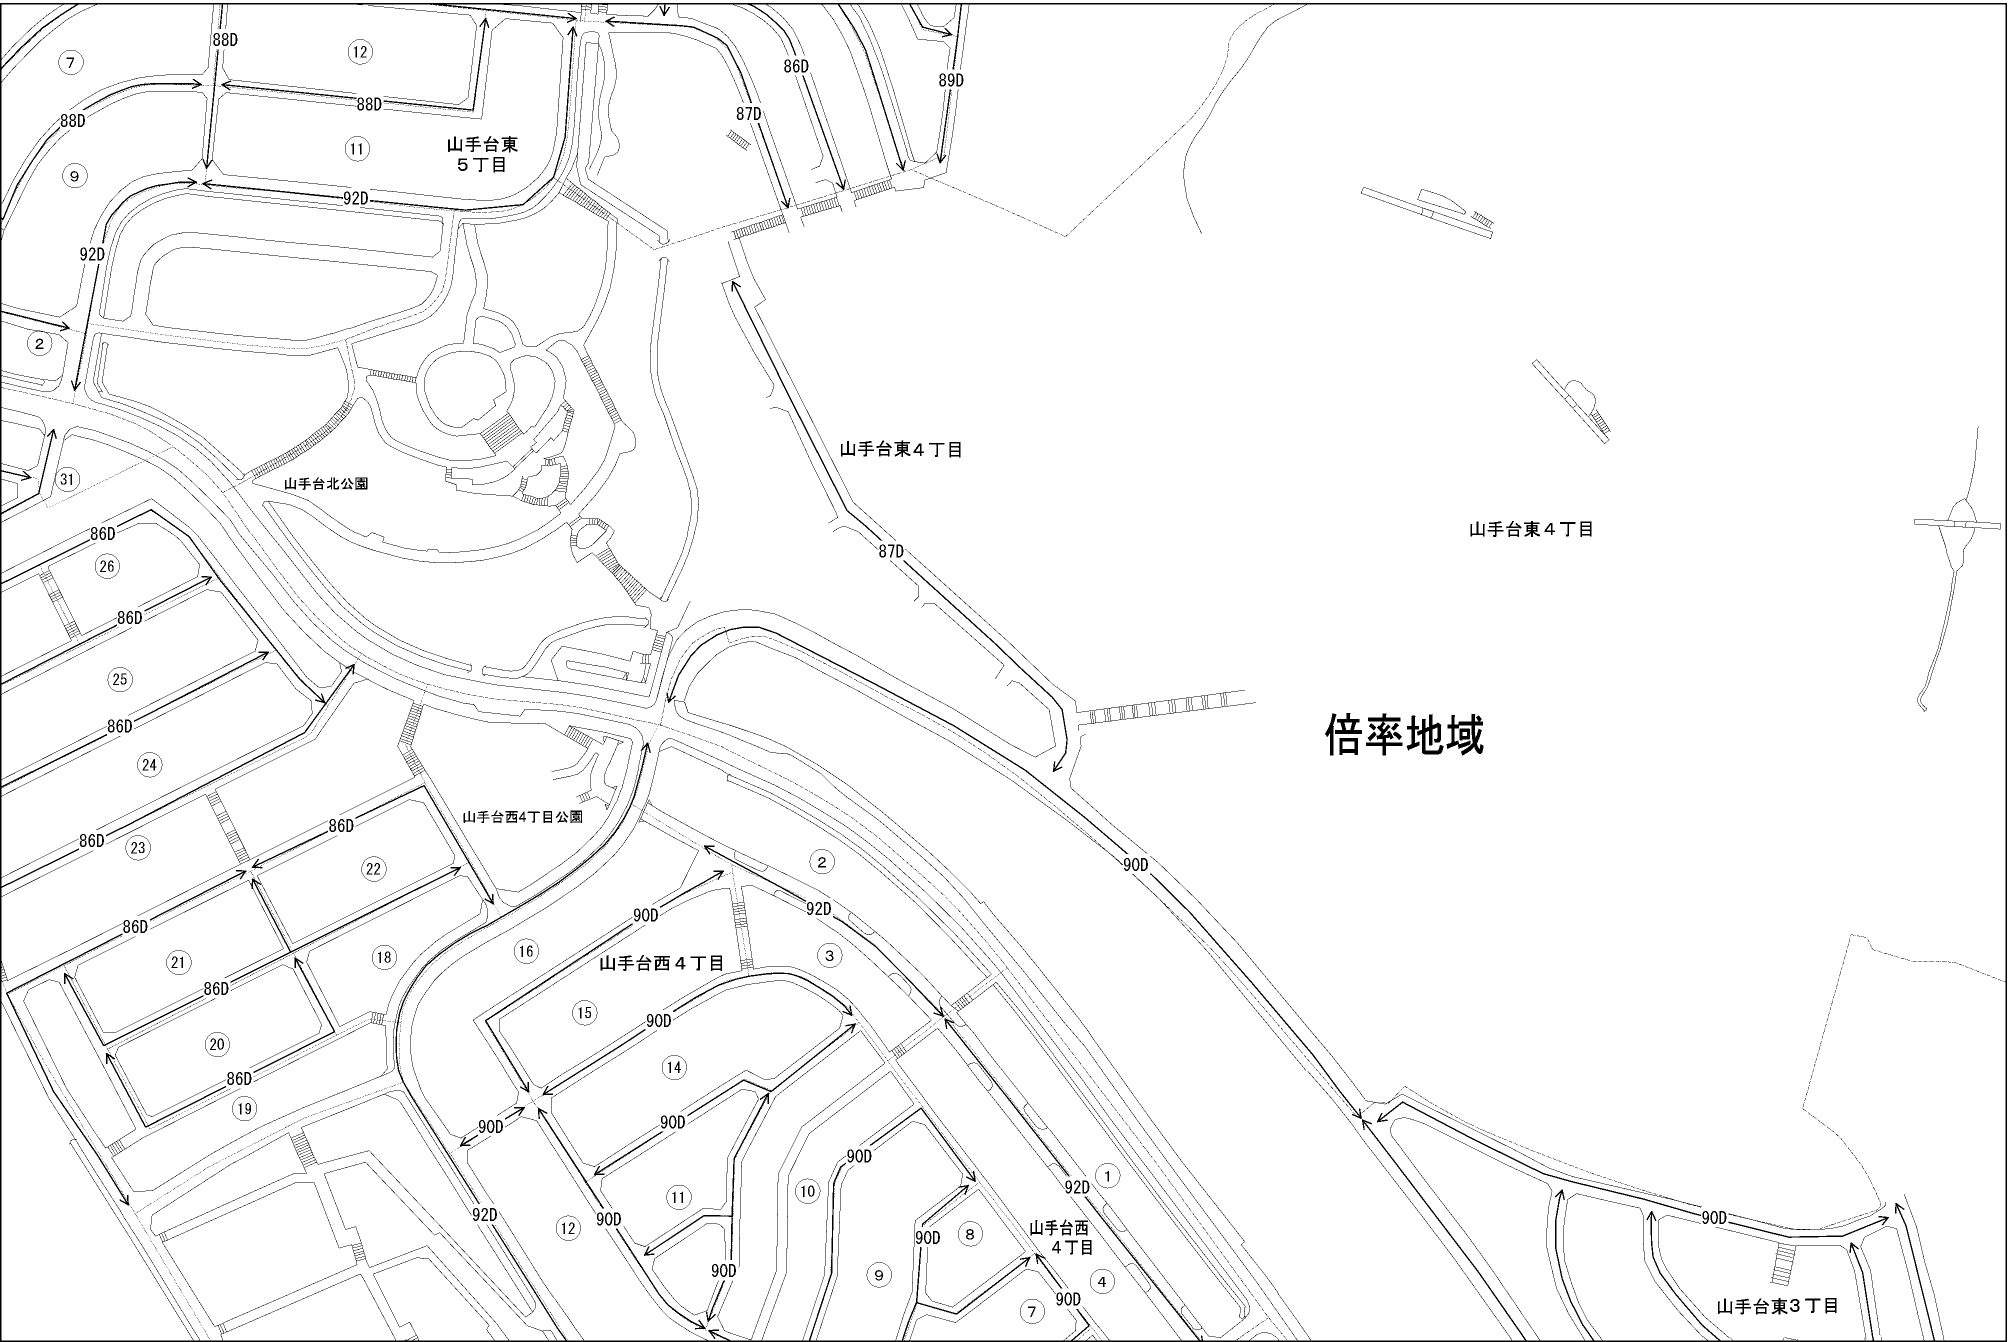 88D
⑦
⑫
86D
89D
88D
88D
87D
⑪
山手台東
５丁目
⑨
92D
92D
②
山手台東４丁目
㉛
山手台北公園
山手台東４丁目
86D
87D
㉖
86D
㉕
86D
倍率地域
㉔
山手台西4丁目公園
86D
86D
㉓
②
90D
㉒
92D
90D
86D
⑯
③
⑱
山手台西４丁目
㉑
86D
⑮
90D
⑳
⑭
86D
⑲
90D
90D
90D
①
92D
⑩
⑪
92D
90D
90D
⑫
山手台西
４丁目
⑧
90D
90D
⑨
④
90D
⑦
山手台東３丁目